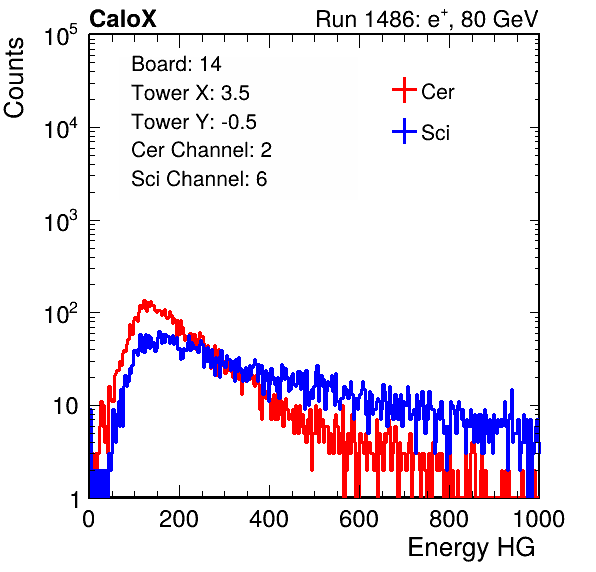 CaloX Run 1486: e⁺, 80 GeV
Board: 14
Tower X: 3.5
Tower Y: -0.5
Cer Channel: 2
Sci Channel: 6
Cer
Sci
Counts
10⁵
10⁴
10³
10²
10
1
0 200 400 600 800 1000
Energy HG